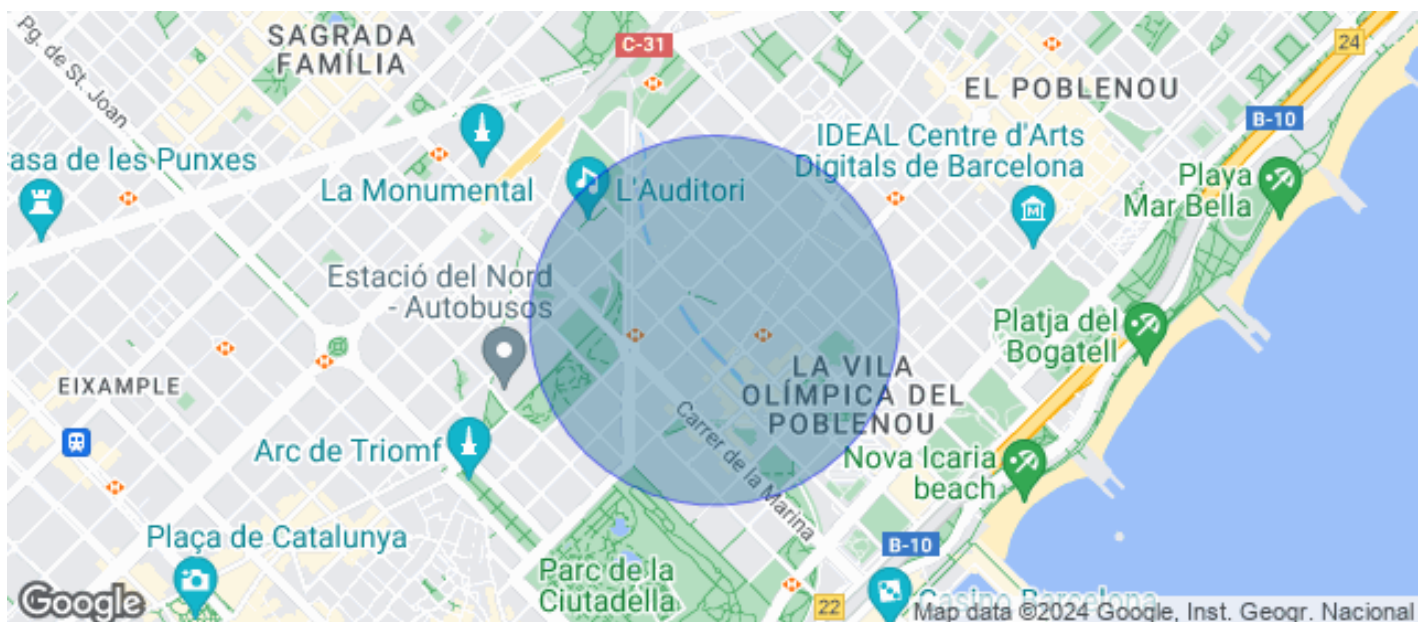 Pg. de St. Joan
SAGRADA
FAMÍLIA
C-31
24
EL POBLENOU
B-10
IDEAL Centre d'Arts
Digitals de Barcelona
asa de les Punxes
La Monumental
L'Auditori
Playa
Mar Bella
Estació del Nord
- Autobusos
Platja del
Bogatell
EIXAMPLE
LA VILA
OLÍMPICA DEL
POBLENOU
Carrer de la Marina
Arc de Triomf
Nova Icaria
beach
Plaça de Catalunya
B-10
Parc de la
Ciutadella
22
Casino Barcelona
Google
Map data ©2024 Google, Inst. Geogr. Nacional